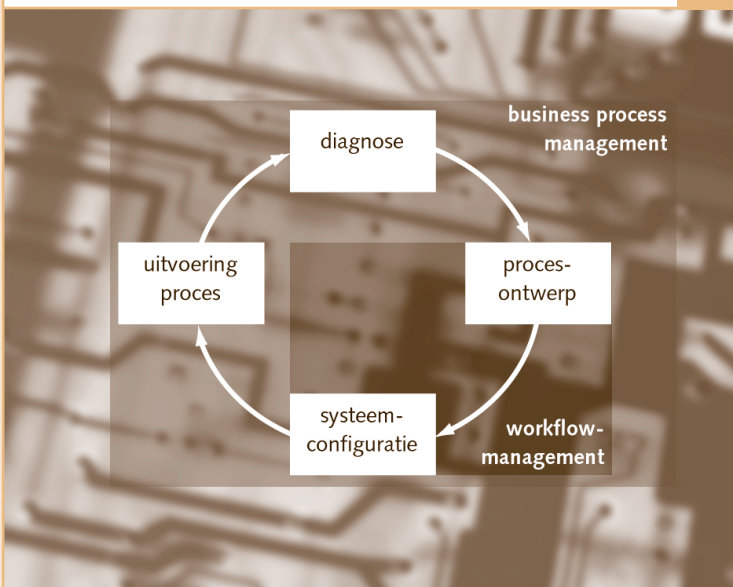 business process
management
diagnose
uitvoering
proces
proces-
ontwerp
systeem-
configuratie
workflow-
management